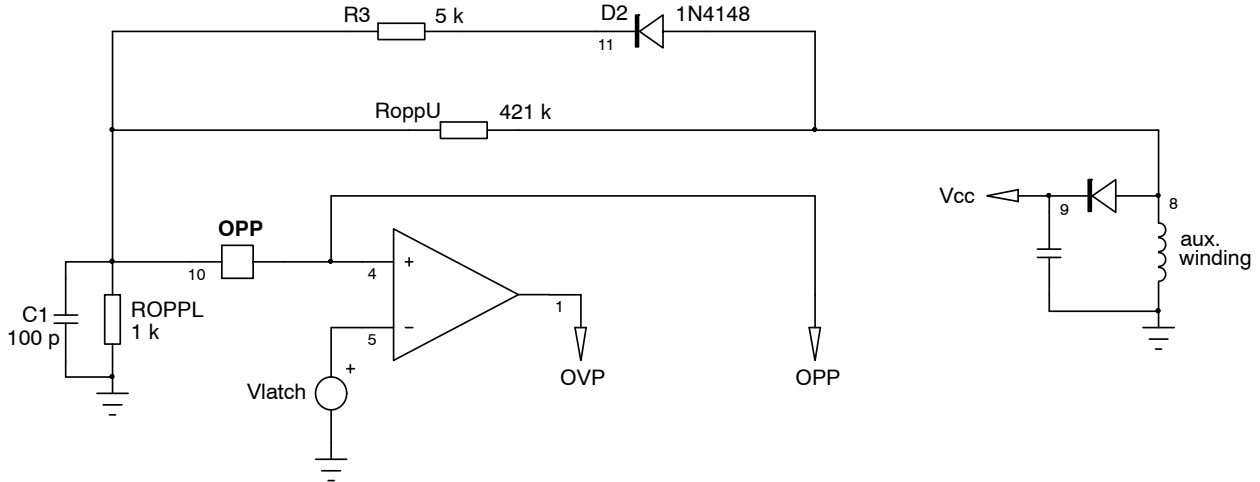 R3 5 k D2 1N4148
11
RoppU 421 k
Vcc 9 8
aux.
winding
OPP
10 4 +
C1 ROPPL
100 p 1 k
1
5 −
+
Vlatch
OVP OPP